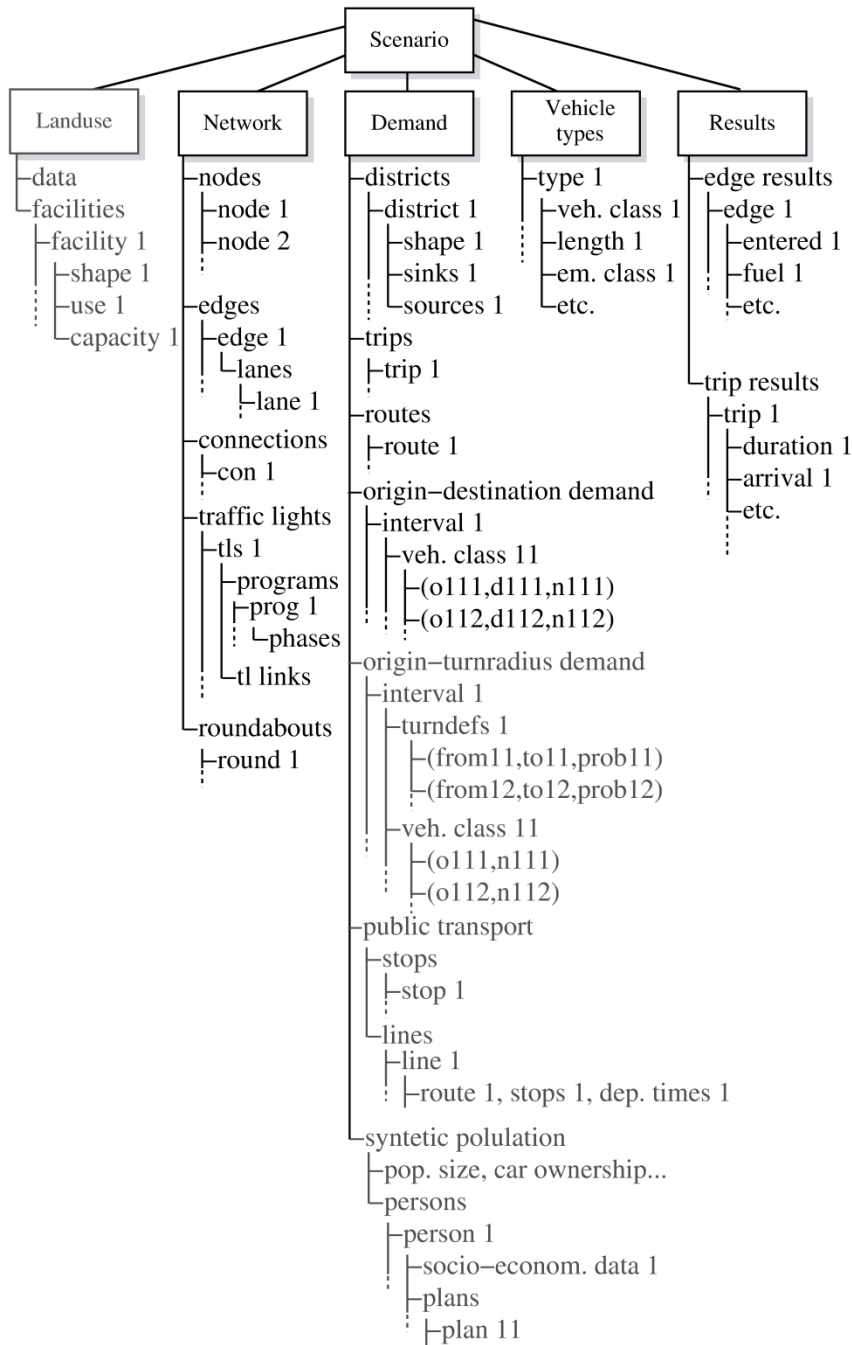 Scenario
Landuse
data
facilities
facility 1
shape 1
use 1
capacity 1
Network
nodes
node 1
node 2
edges
edge 1
lanes
lane 1
connections
con 1
traffic lights
tls 1
programs
prog 1
phases
tl links
roundabouts
round 1
Demand
districts
district 1
shape 1
sinks 1
sources 1
trips
trip 1
routes
route 1
origin−destination demand
interval 1
veh. class 11
(o111,d111,n111)
(o112,d112,n112)
origin−turnradius demand
interval 1
turndefs 1
(from11,to11,prob11)
(from12,to12,prob12)
veh. class 11
(o111,n111)
(o112,n112)
public transport
stops
stop 1
lines
line 1
route 1, stops 1, dep. times 1
syntetic polulation
pop. size, car ownership...
persons
person 1
socio−econom. data 1
plans
plan 11
Vehicle
types
type 1
veh. class 1
length 1
em. class 1
etc.
Results
edge results
edge 1
entered 1
fuel 1
etc.
trip results
trip 1
duration 1
arrival 1
etc.